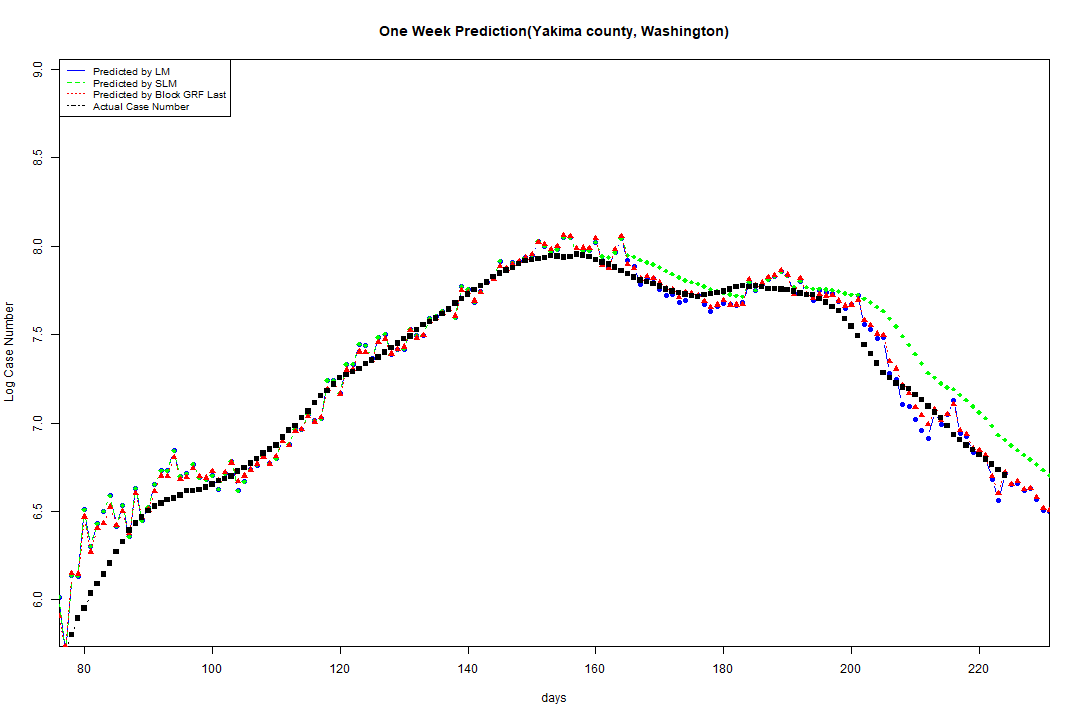 One Week Prediction(Yakima county, Washington)
Predicted by LM
Predicted by SLM
Predicted by Block GRF Last
Actual Case Number
9.0
8.5
8.0
7.5
7.0
6.5
6.0
Log Case Number
80 100 120 140 160 180 200 220
days